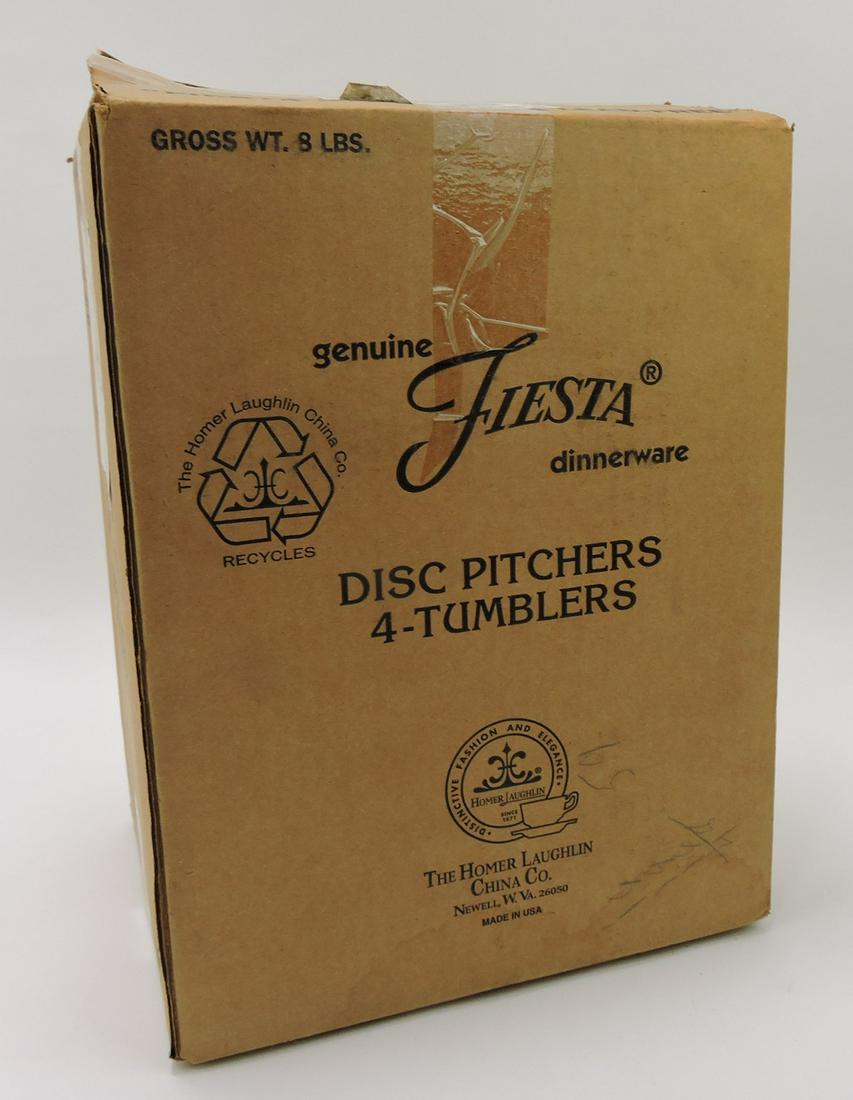 GROSS WT. 8 LBS.
genuine
FIESTA®
dinnerware
The Homer Laughlin China Co.
RECYCLES
DISC PITCHERS
4-TUMBLERS
DISTINCTIVE FASHION AND ELEGANCE
HOMER LAUGHLIN
SINCE
1871
THE HOMER LAUGHLIN
CHINA CO.
NEWELL, W. VA. 26050
MADE IN USA